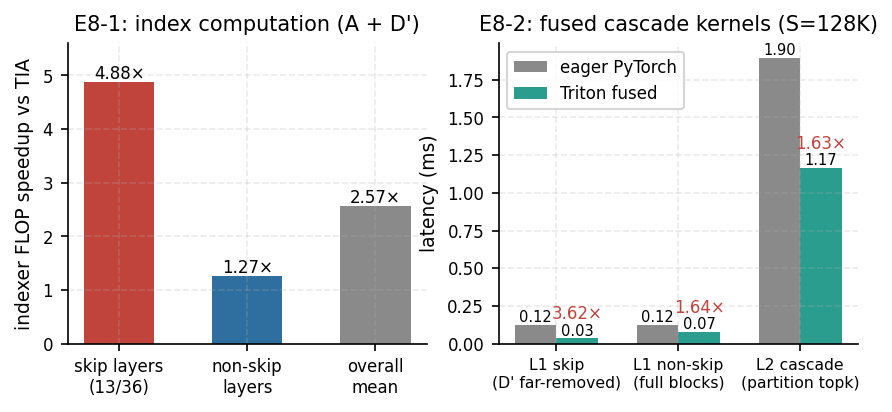 E8-1: index computation (A + D')
indexer FLOP speedup vs TIA
5
4
3
2
1
0
4.88×
1.27×
2.57×
skip layers
(13/36)
non-skip
layers
overall
mean
E8-2: fused cascade kernels (S=128K)
eager PyTorch
Triton fused
latency (ms)
1.75
1.50
1.25
1.00
0.75
0.50
0.25
0.00
0.12
3.62×
0.03
0.12
1.64×
0.07
1.90
1.63×
1.17
L1 skip
(D' far-removed)
L1 non-skip
(full blocks)
L2 cascade
(partition topk)